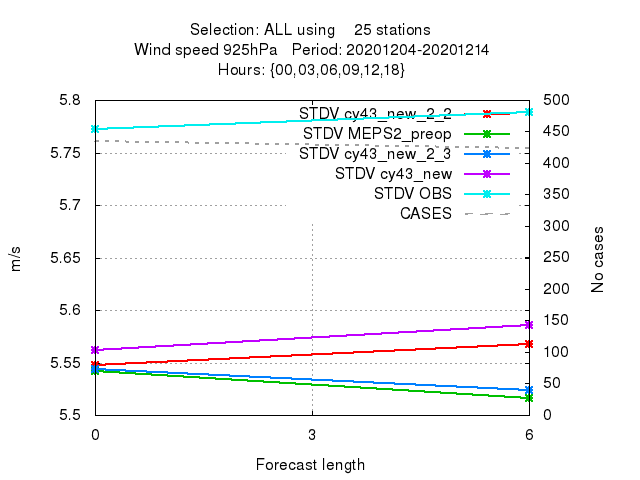 Selection: ALL using 25 stations
Wind speed 925hPa Period: 20201204-20201214
Hours: {00,03,06,09,12,18}
5.8
5.75
5.7
5.65
5.6
5.55
5.5
m/s
STDV cy43_new_2_2
STDV MEPS2_preop
STDV cy43_new_2_3
STDV cy43_new
STDV OBS
CASES
500
450
400
350
300
250
200
150
100
50
0
No cases
0 3 6
Forecast length